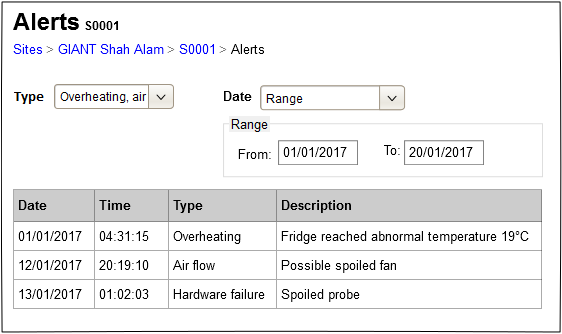 Alerts S0001
Sites > GIANT Shah Alam > S0001 > Alerts
Type Overheating, air Date Range
Range
From: 01/01/2017 To: 20/01/2017
Date Time Type Description
01/01/2017 04:31:15 Overheating Fridge reached abnormal temperature 19°C
12/01/2017 20:19:10 Air flow Possible spoiled fan
13/01/2017 01:02:03 Hardware failure Spoiled probe